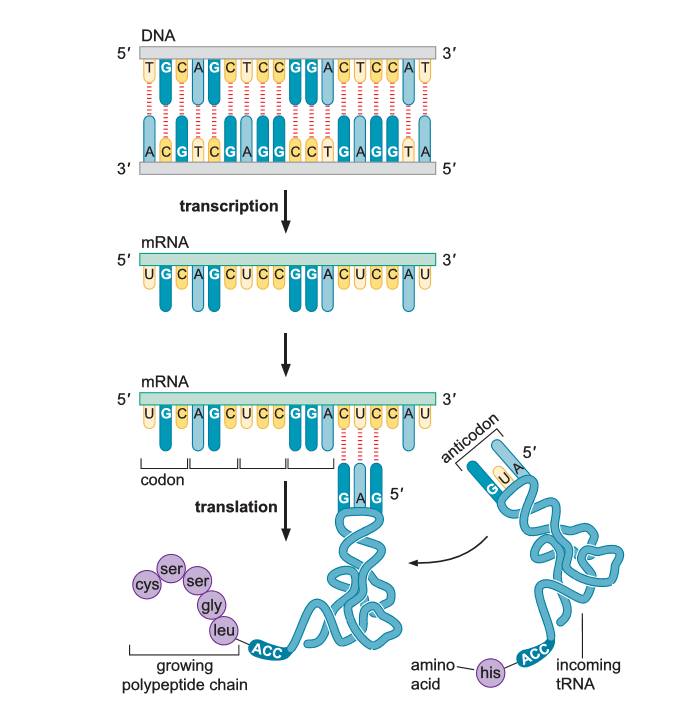 DNA
5′ 3′
T G C A G C T C C G G A C T C C A T
A C G T C G A G G C C T G A G G T A
3′ 5′
transcription
mRNA
5′ 3′
U G C A G C U C C G G A C U C C A U
mRNA
5′ 3′
U G C A G C U C C G G A C U C C A U
anticodon
5′
G U A
codon
G A G 5′
translation
ser
cys ser
gly
leu
ACC
growing
polypeptide chain
ACC
amino
acid
his
incoming
tRNA